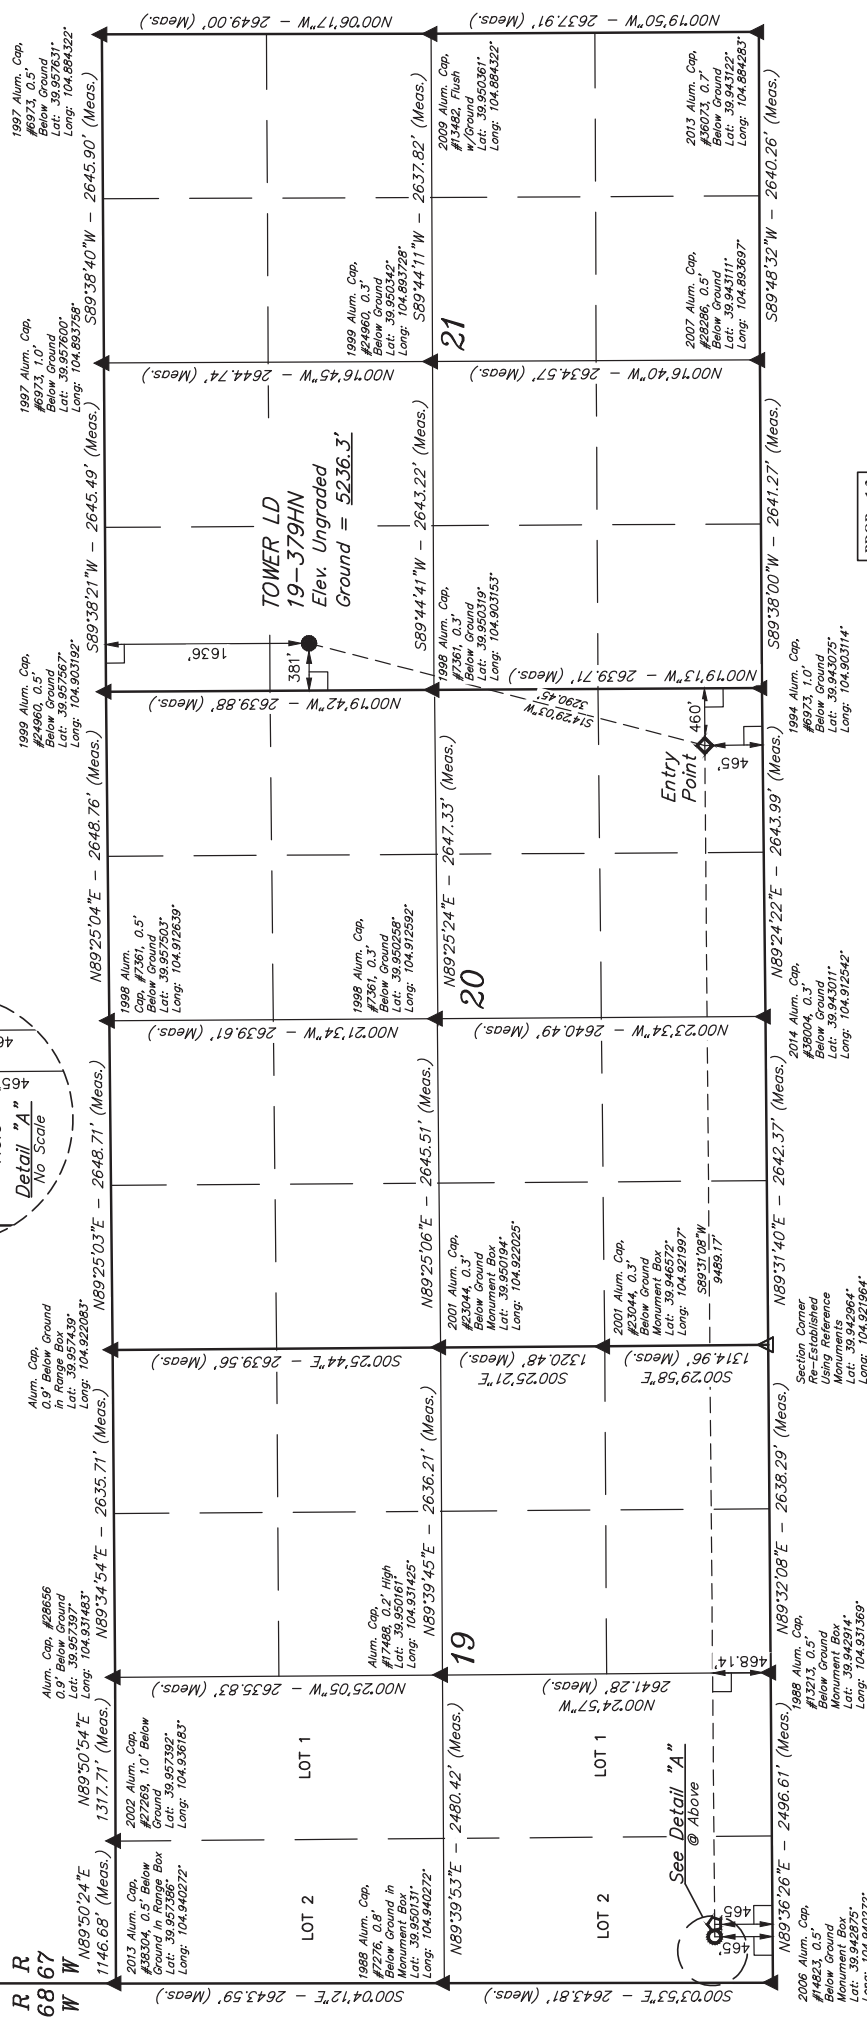 R R
68 67
W W
N89°50'24"E
1146.68' (Meas.)
N89°50'54"E
1317.71' (Meas.)
N89°34'54"E – 2635.71' (Meas.)
N89°25'03"E – 2648.71' (Meas.)
N89°25'04"E – 2648.76' (Meas.)
S89°38'21"W – 2645.49' (Meas.)
S89°38'40"W – 2645.90' (Meas.)
2013 Alum. Cap,
#38304, 0.5' Below
Ground In Range Box
Lat: 39.957386°
Long: 104.940272°
2002 Alum. Cap,
#27269, 1.0' Below
Ground
Lat: 39.957392°
Long: 104.936183°
Alum. Cap, #28656
0.9' Below Ground
Lat: 39.957397°
Long: 104.931483°
Alum. Cap,
0.9' Below Ground
in Range Box
Lat: 39.957439°
Long: 104.922083°
465'
Detail "A"
No Scale
1998 Alum.
Cap, #7361, 0.5'
Below Ground
Lat: 39.957503°
Long: 104.912639°
1999 Alum. Cap,
#24960, 0.5'
Below Ground
Lat: 39.957567°
Long: 104.903192°
1997 Alum. Cap,
#6973, 1.0'
Below Ground
Lat: 39.957600°
Long: 104.893758°
1997 Alum. Cap,
#6973, 0.5'
Below Ground
Lat: 39.957631°
Long: 104.884322°
S00°04'12"E – 2643.59' (Meas.)
LOT 2
LOT 1
N00°25'05"W – 2635.83' (Meas.)
S00°25'44"E – 2639.56' (Meas.)
N00°21'34"W – 2639.61' (Meas.)
N00°19'42"W – 2639.88' (Meas.)
1636'
381'
TOWER LD
19-379HN
Elev. Ungraded
Ground = 5236.3'
N00°16'45"W – 2644.74' (Meas.)
N00°06'17"W – 2649.00' (Meas.)
1988 Alum. Cap,
#7276, 0.8'
Below Ground in
Monument Box
Lat: 39.950131°
Long: 104.940272°
Alum. Cap,
#17488, 0.2' High
Lat: 39.950161°
Long: 104.931425°
1998 Alum. Cap,
#7361, 0.3'
Below Ground
Lat: 39.950258°
Long: 104.912592°
1999 Alum. Cap,
#24960, 0.3'
Below Ground
Lat: 39.950342°
Long: 104.893728°
N89°39'53"E – 2480.42' (Meas.)
N89°39'45"E – 2636.21' (Meas.)
N89°25'06"E – 2645.51' (Meas.)
N89°25'24"E – 2647.33' (Meas.)
S89°44'41"W – 2643.22' (Meas.)
S89°44'11"W – 2637.82' (Meas.)
19
20
21
2001 Alum. Cap,
#23044, 0.3'
Below Ground
Monument Box
Lat: 39.950194°
Long: 104.922025°
1998 Alum. Cap,
#7361, 0.3'
Below Ground
Lat: 39.950319°
Long: 104.903153°
2009 Alum. Cap,
#13482, Flush
w/Ground
Lat: 39.950361°
Long: 104.884322°
S00°03'53"E – 2643.81' (Meas.)
LOT 2
LOT 1
N00°24'57"W
2641.28' (Meas.)
S00°25'21"E
1320.48' (Meas.)
S00°29'58"E
1314.96' (Meas.)
2001 Alum. Cap,
#23044, 0.3'
Below Ground
Monument Box
Lat: 39.946572°
Long: 104.921997°
N00°23'34"W – 2640.49' (Meas.)
S14°29'03"W
3290.45'
N00°19'13"W – 2639.71' (Meas.)
N00°16'40"W – 2634.57' (Meas.)
N00°19'50"W – 2637.91' (Meas.)
See Detail "A"
@ Above
465'
465'
468.14'
S89°31'08"W
9489.17'
Entry
Point
460'
465'
2007 Alum. Cap,
#28286, 0.5'
Below Ground
Lat: 39.943111°
Long: 104.893697°
2013 Alum. Cap,
#36073, 0.7'
Below Ground
Lat: 39.943122°
Long: 104.884283°
N89°36'26"E – 2496.61' (Meas.)
N89°32'08"E – 2638.29' (Meas.)
N89°31'40"E – 2642.37' (Meas.)
N89°24'22"E – 2643.99' (Meas.)
S89°38'00"W – 2641.27' (Meas.)
S89°48'32"W – 2640.26' (Meas.)
2006 Alum. Cap,
#14823, 0.5'
Below Ground
Monument Box
Lat: 39.942875°
1988 Alum. Cap,
#13213, 0.5'
Below Ground
Monument Box
Lat: 39.942914°
Long: 104.931369°
Section Corner
Re-Established
Using Reference
Monuments
Lat: 39.942964°
Long: 104.921964°
2014 Alum. Cap,
#38004, 0.3'
Below Ground
Lat: 39.943011°
Long: 104.912542°
1994 Alum. Cap,
#6973, 1.0'
Below Ground
Lat: 39.943075°
Long: 104.903114°